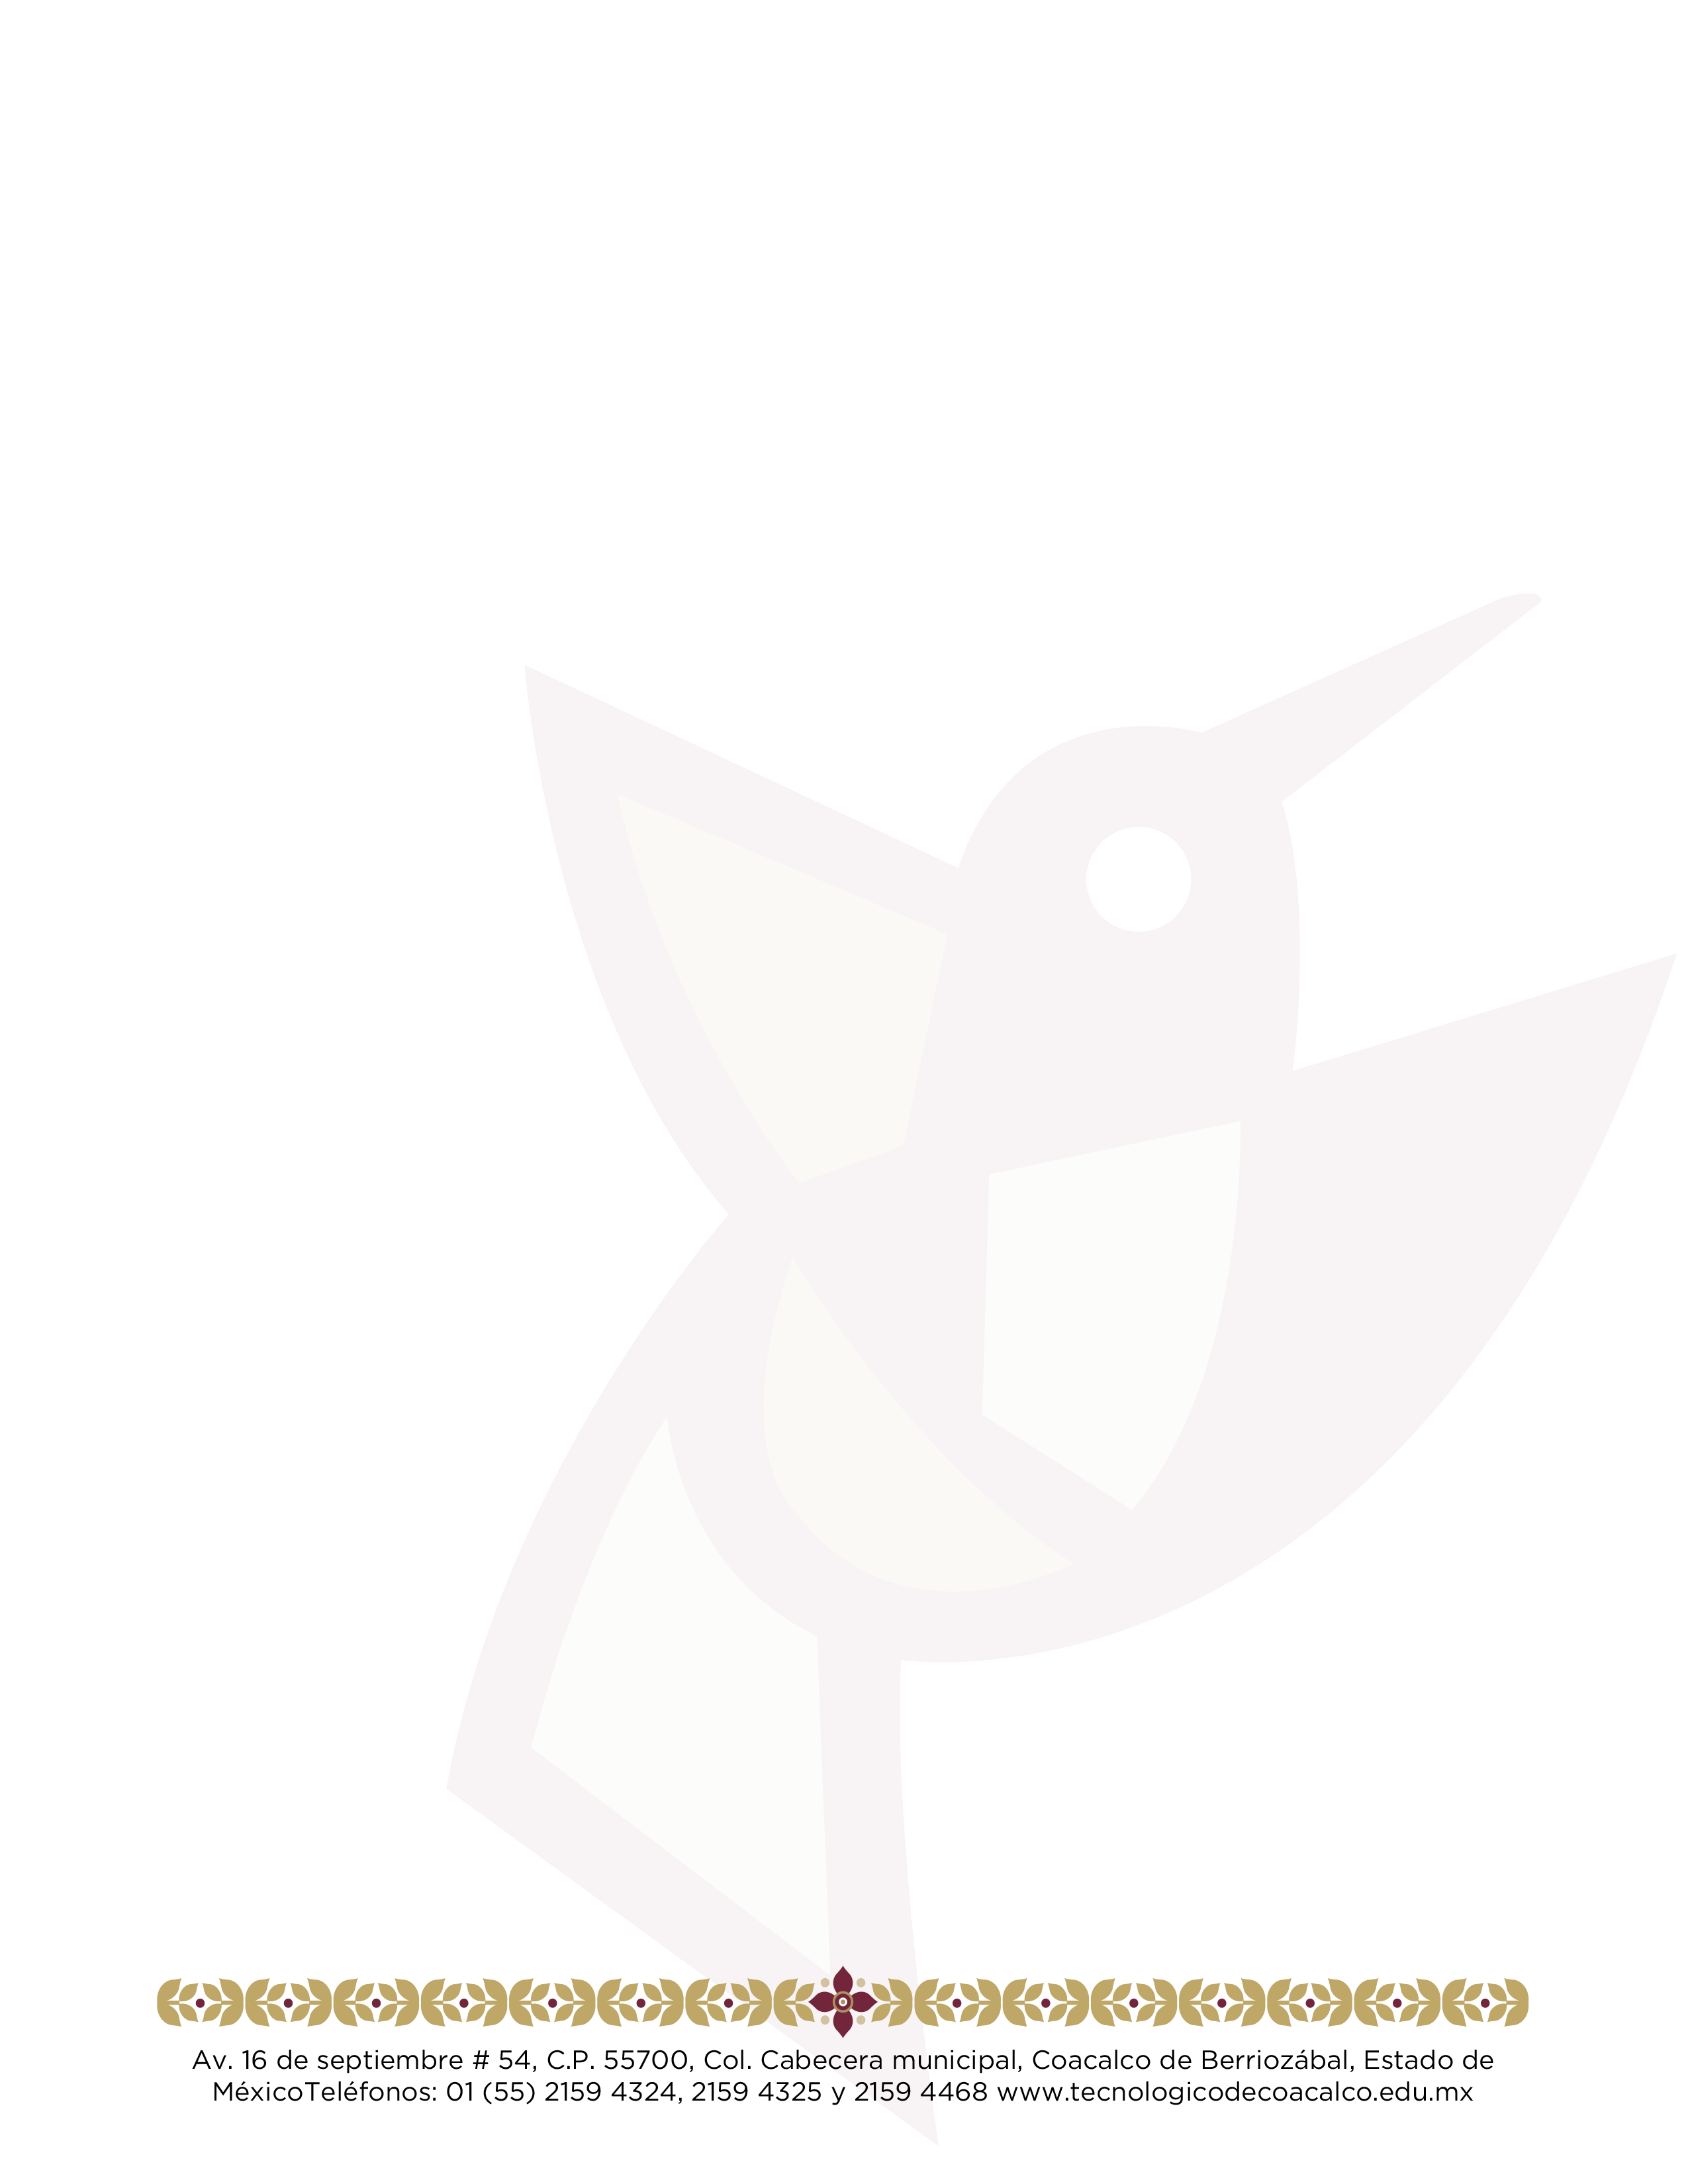 Av. 16 de septiembre # 54, C.P. 55700, Col. Cabecera municipal, Coacalco de Berriozábal, Estado de
MéxicoTeléfonos: 01 (55) 2159 4324, 2159 4325 y 2159 4468 www.tecnologicodecoacalco.edu.mx